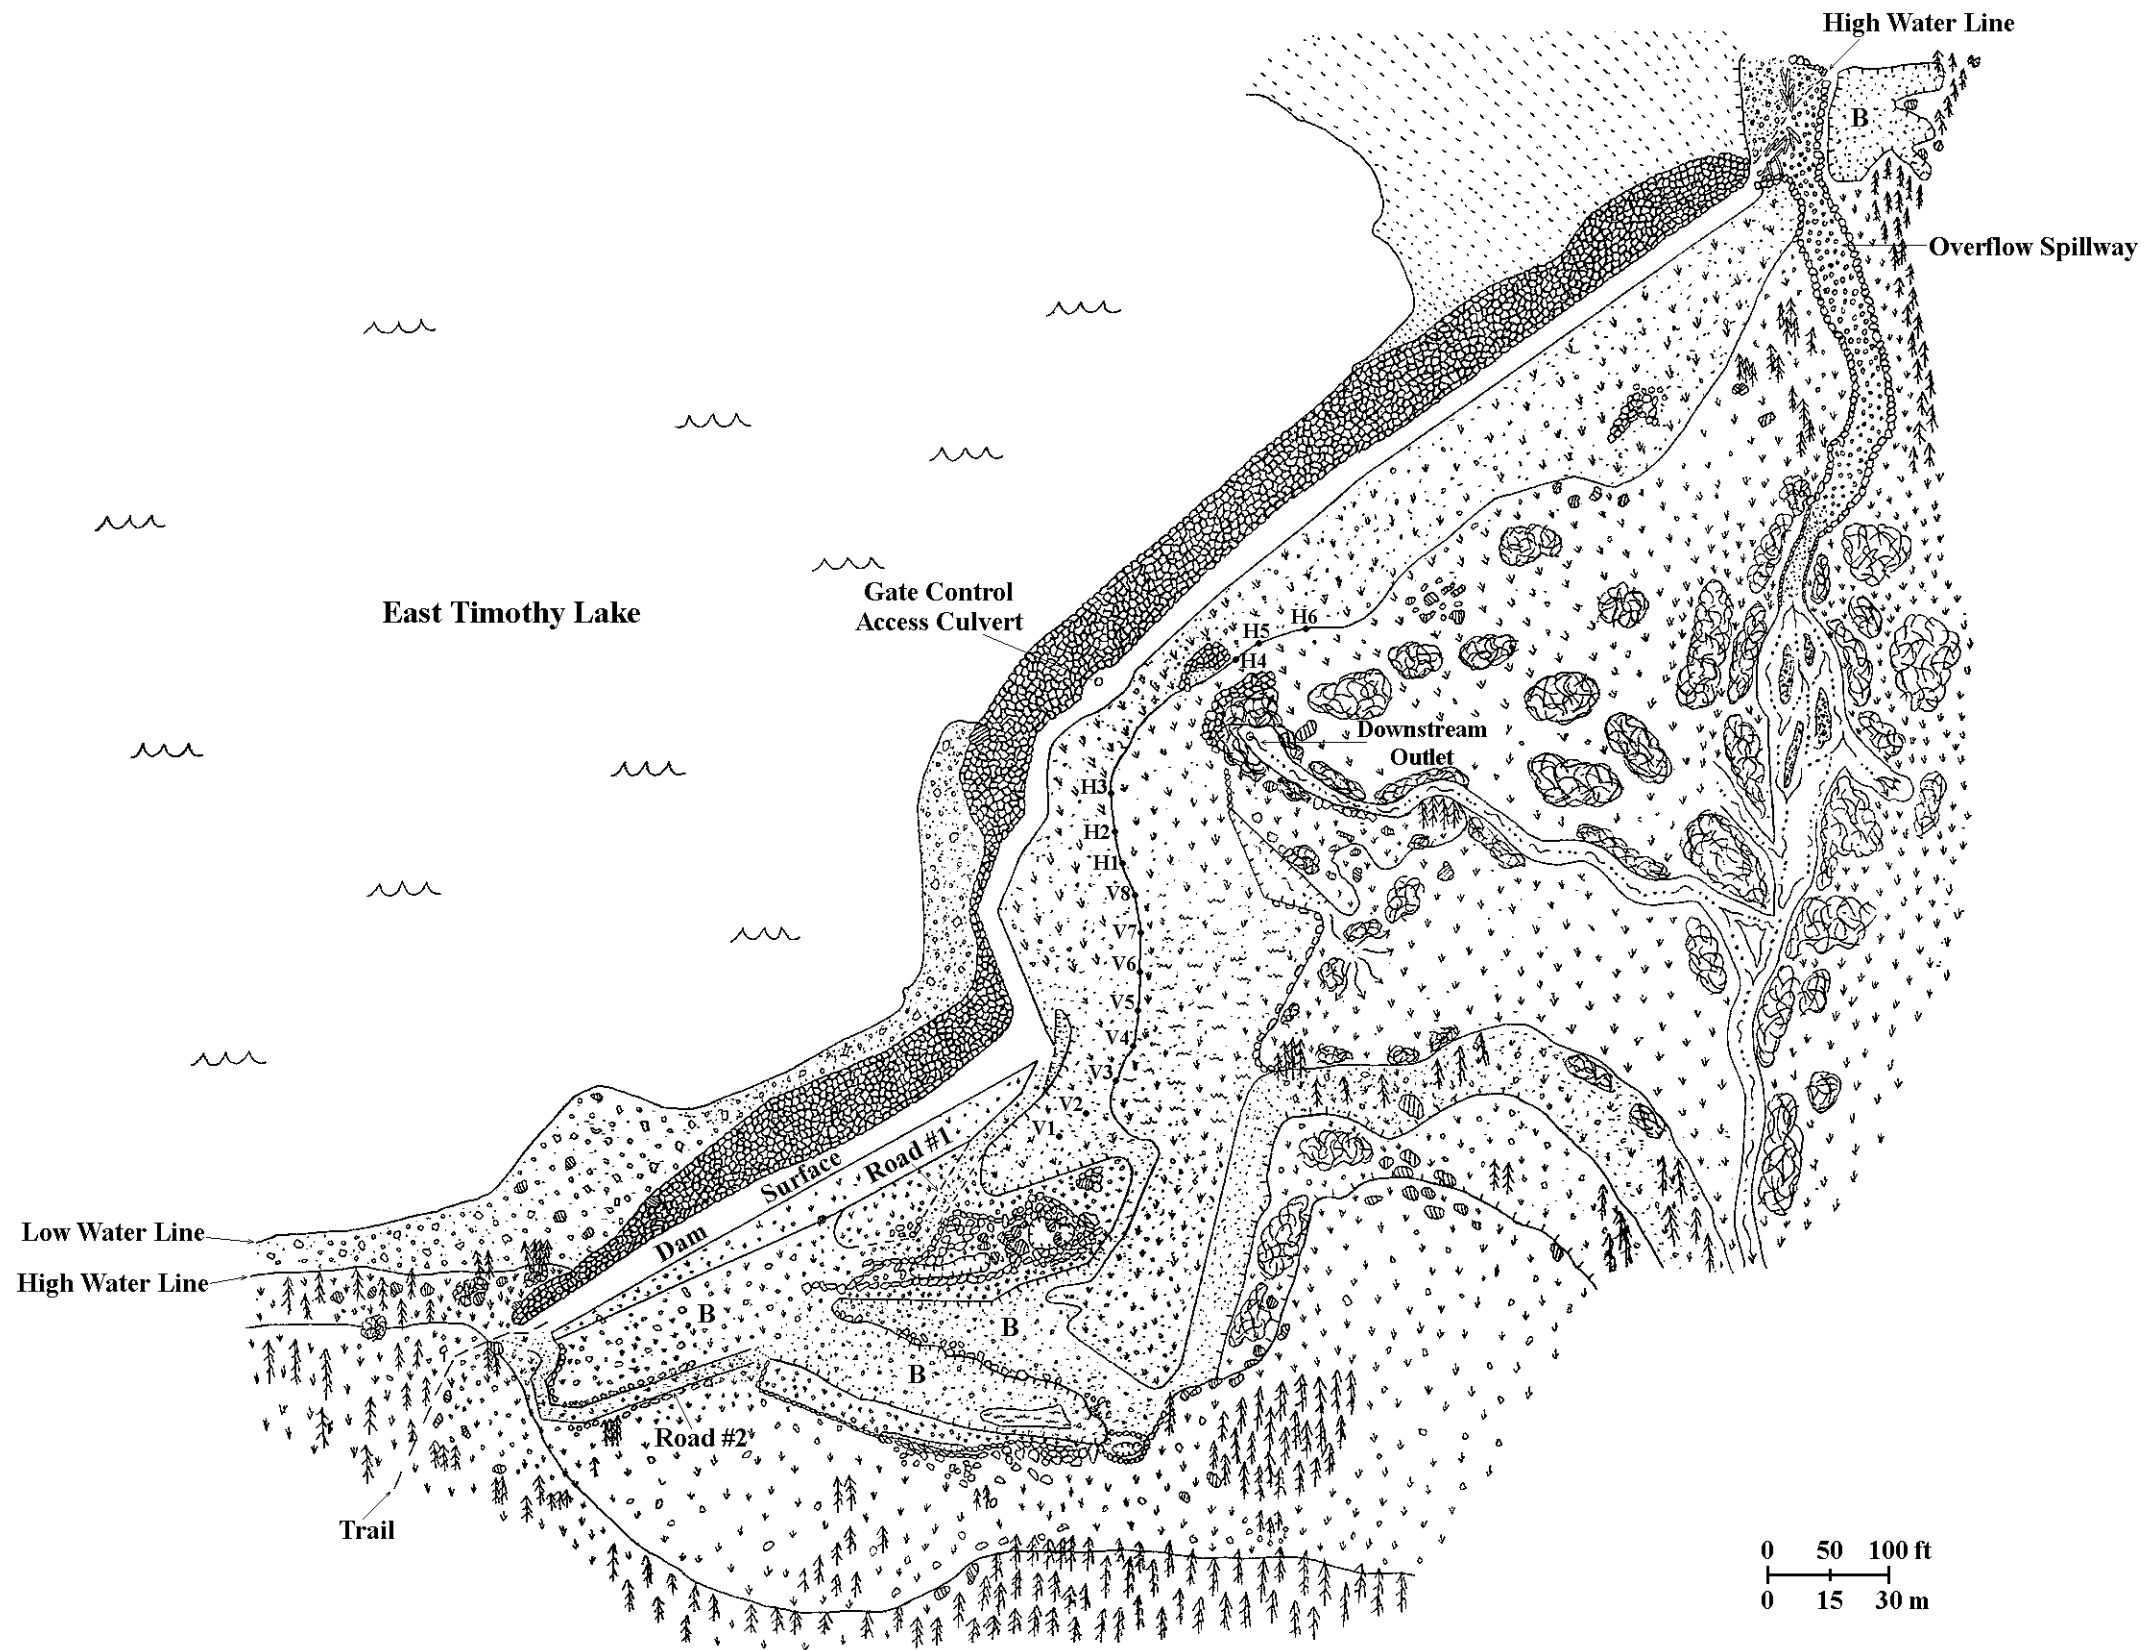 High Water Line
B
Overflow Spillway
Gate Control
Access Culvert
East Timothy Lake
H6
H5
H4
Downstream
Outlet
H3
H2
H1
V8
V7
V6
V5
V4
V3
V2
V1
Road #1
Dam Surface
Low Water Line
High Water Line
B
B
B
Road #2
Trail
0 50 100 ft
0 15 30 m